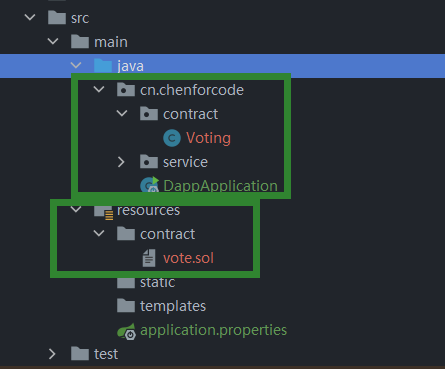 src
main
java
cn.chenforcode
contract
Voting
service
DappApplication
resources
contract
vote.sol
static
templates
application.properties
test